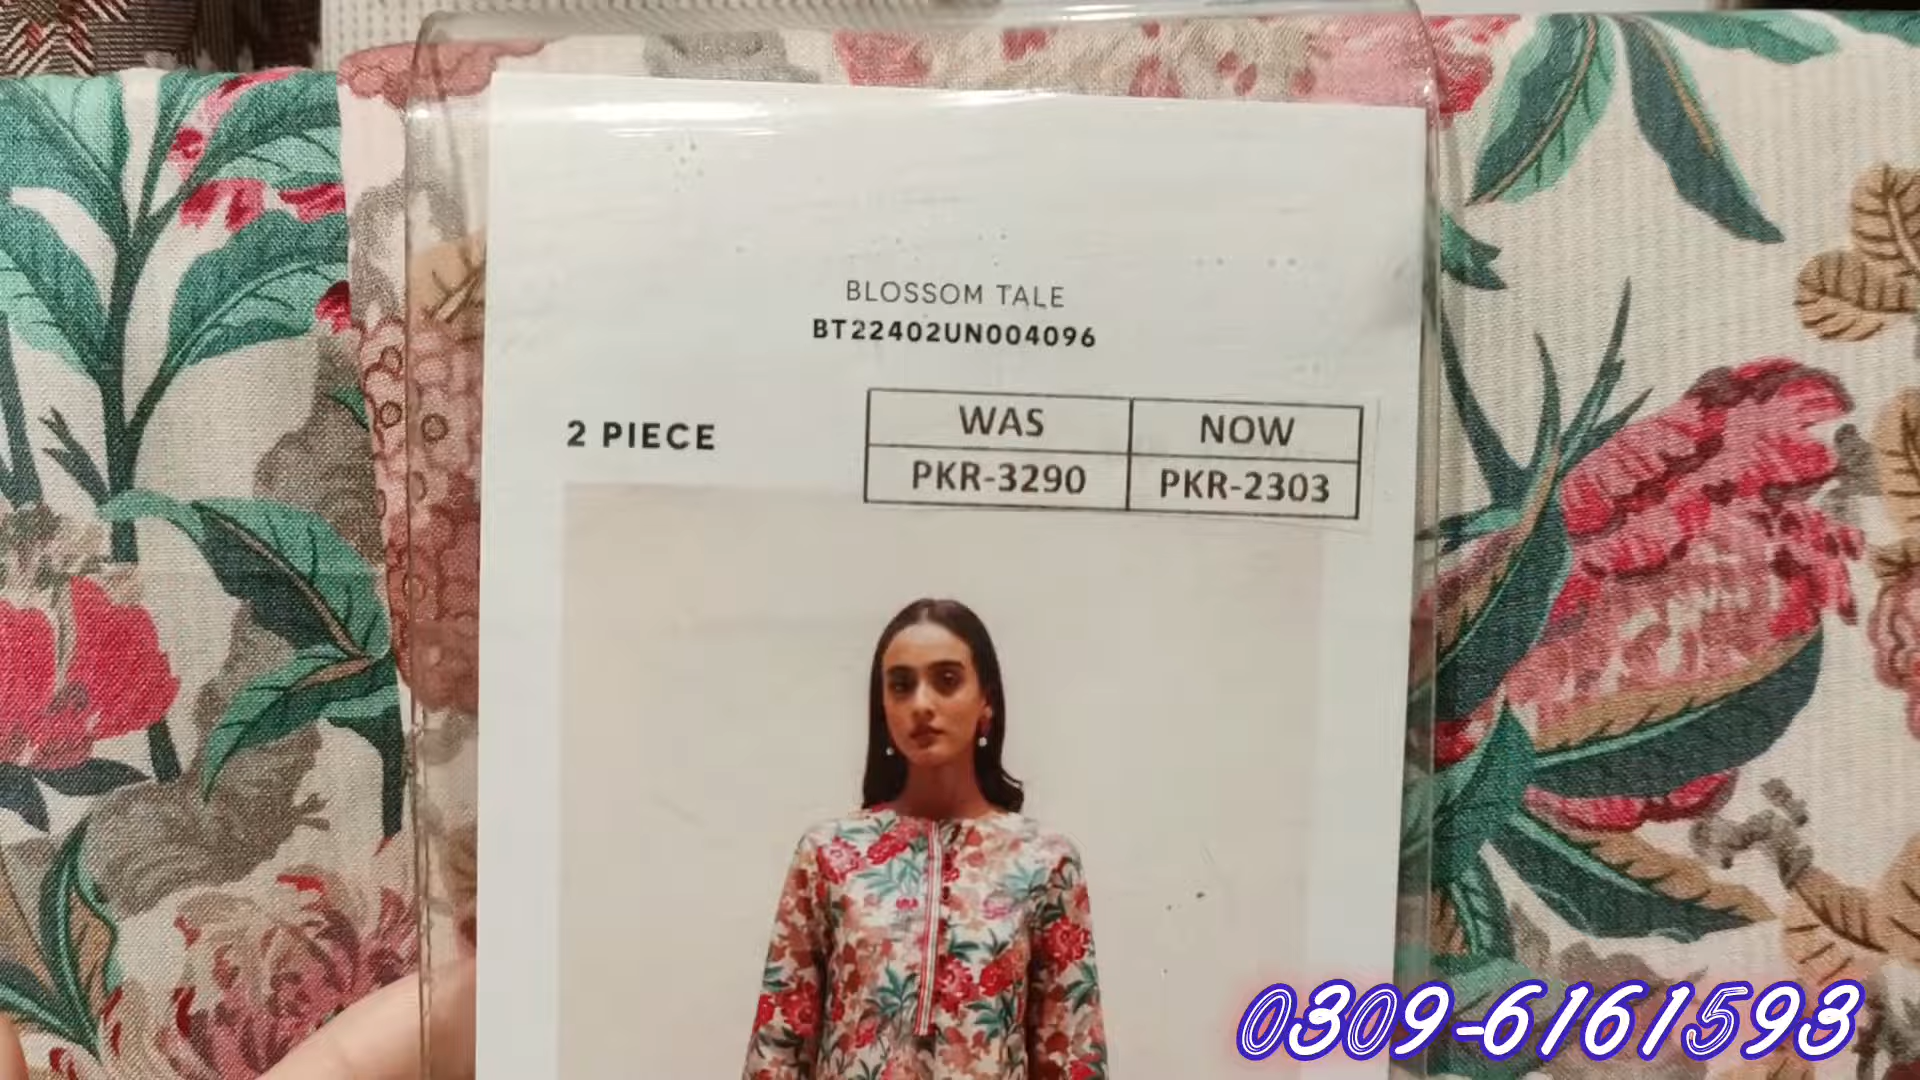 BLOSSOM TALE
BT22402UN004096
2 PIECE
WAS NOW
PKR-3290 PKR-2303
0309-6161593